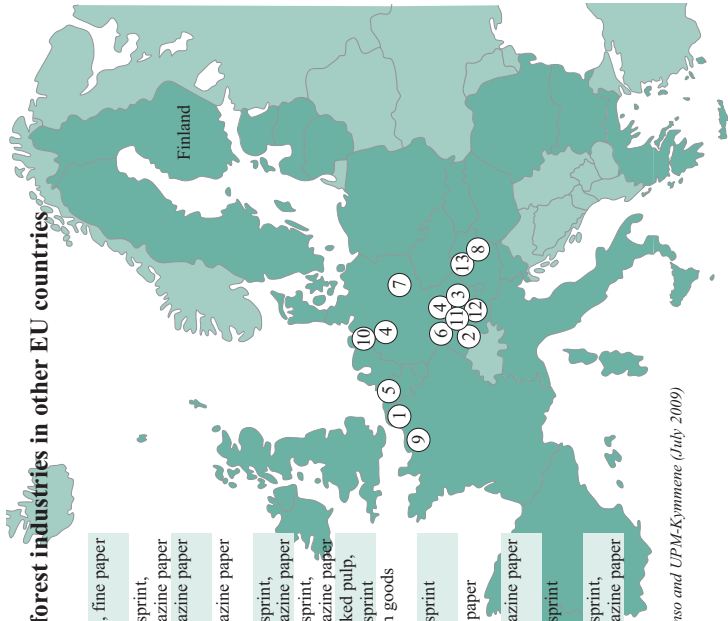 forest industries in other EU countries
, fine paper
sprint,
azine paper
azine paper
azine paper
sprint,
azine paper
sprint,
azine paper
ked pulp,
sprint
n goods
sprint
paper
azine paper
sprint
sprint,
azine paper
Finland
10
4
7
5
1
9
6
4
11
3
2
12
13
8
nso and UPM-Kymmene (July 2009)